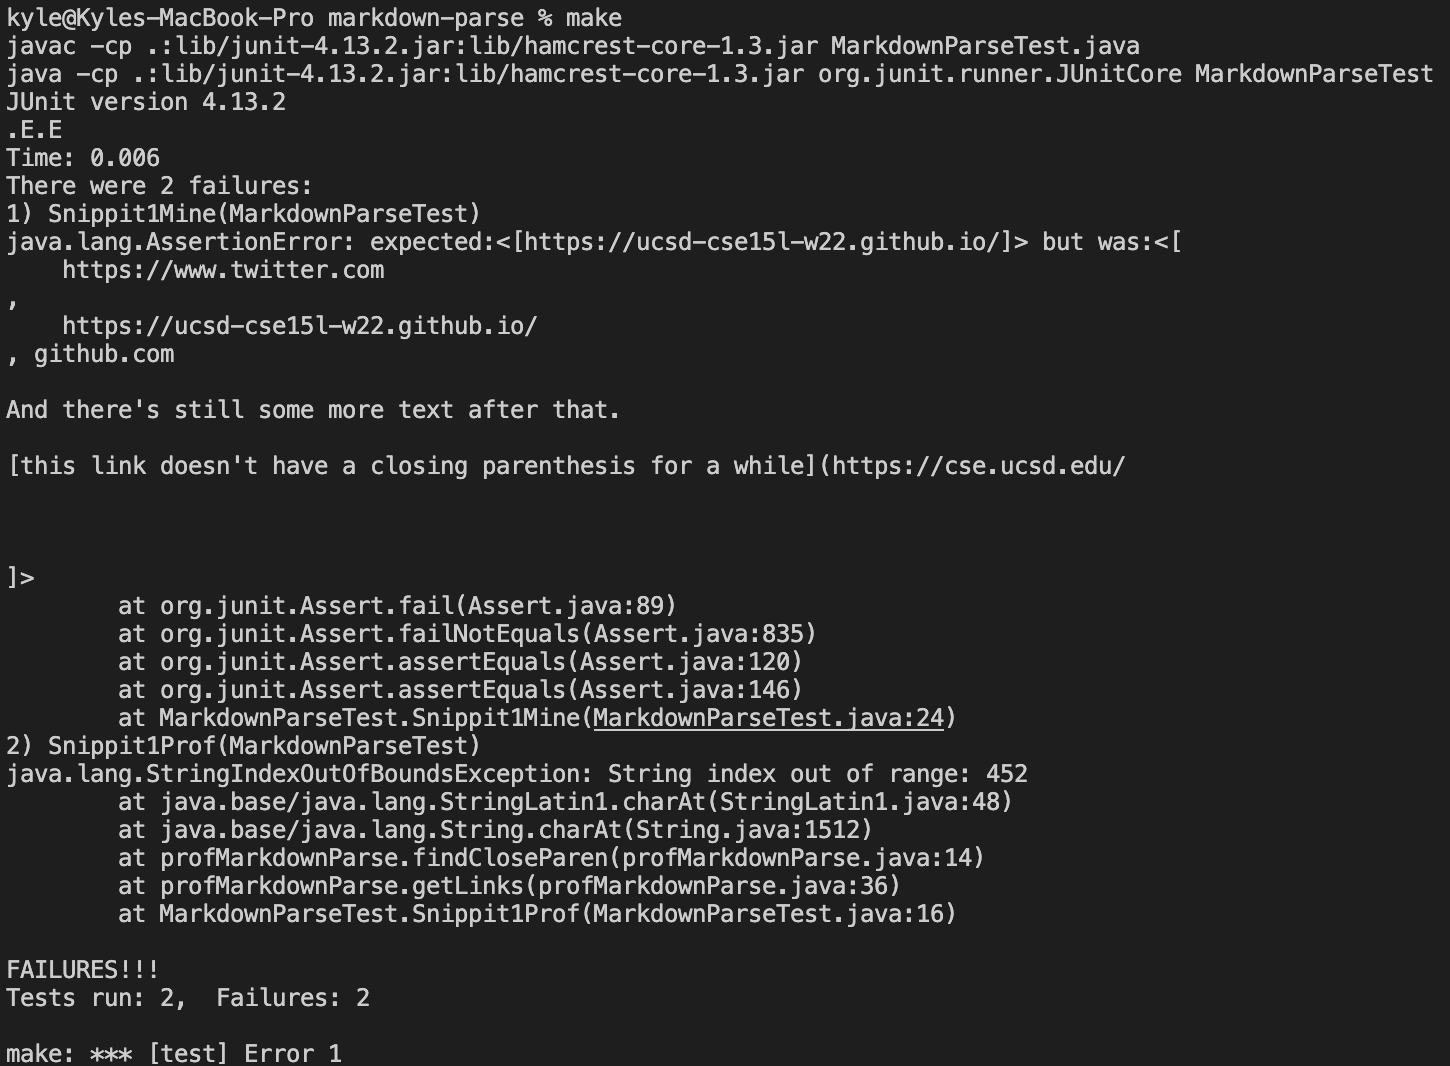 kyle@Kyles-MacBook-Pro markdown-parse % make
javac -cp .:lib/junit-4.13.2.jar:lib/hamcrest-core-1.3.jar MarkdownParseTest.java
java -cp .:lib/junit-4.13.2.jar:lib/hamcrest-core-1.3.jar org.junit.runner.JUnitCore MarkdownParseTest
JUnit version 4.13.2
.E.E
Time: 0.006
There were 2 failures:
1) Snippit1Mine(MarkdownParseTest)
java.lang.AssertionError: expected:<[https://ucsd-cse15l-w22.github.io/]> but was:<[
    https://www.twitter.com
,
    https://ucsd-cse15l-w22.github.io/
, github.com

And there's still some more text after that.

[this link doesn't have a closing parenthesis for a while](https://cse.ucsd.edu/



]>
        at org.junit.Assert.fail(Assert.java:89)
        at org.junit.Assert.failNotEquals(Assert.java:835)
        at org.junit.Assert.assertEquals(Assert.java:120)
        at org.junit.Assert.assertEquals(Assert.java:146)
        at MarkdownParseTest.Snippit1Mine(MarkdownParseTest.java:24)
2) Snippit1Prof(MarkdownParseTest)
java.lang.StringIndexOutOfBoundsException: String index out of range: 452
        at java.base/java.lang.StringLatin1.charAt(StringLatin1.java:48)
        at java.base/java.lang.String.charAt(String.java:1512)
        at profMarkdownParse.findCloseParen(profMarkdownParse.java:14)
        at profMarkdownParse.getLinks(profMarkdownParse.java:36)
        at MarkdownParseTest.Snippit1Prof(MarkdownParseTest.java:16)

FAILURES!!!
Tests run: 2,  Failures: 2

make: *** [test] Error 1